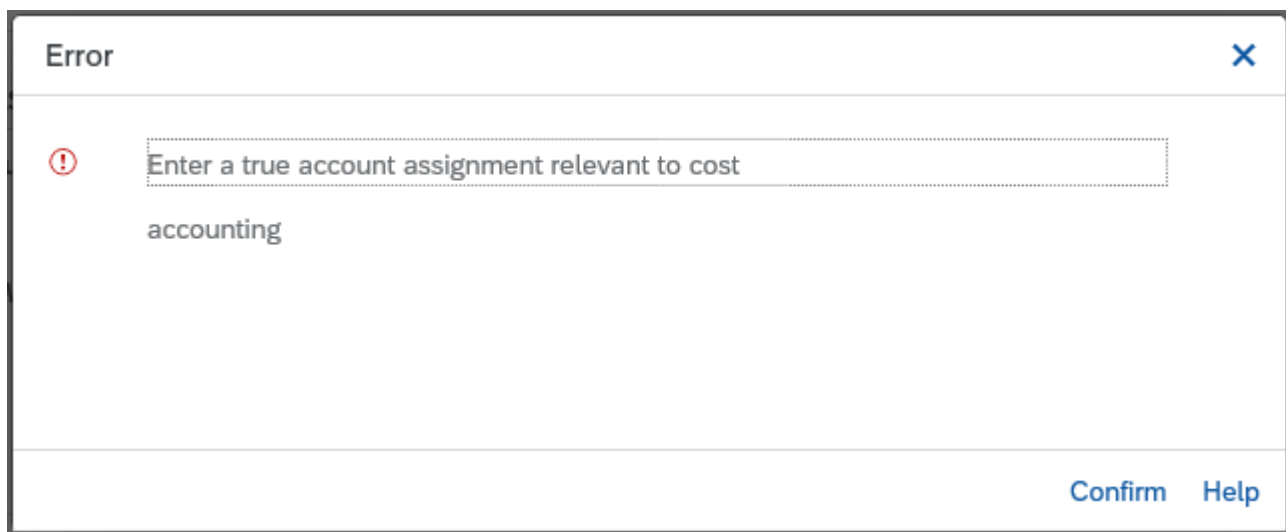 Error
Enter a true account assignment relevant to cost
accounting
Confirm Help